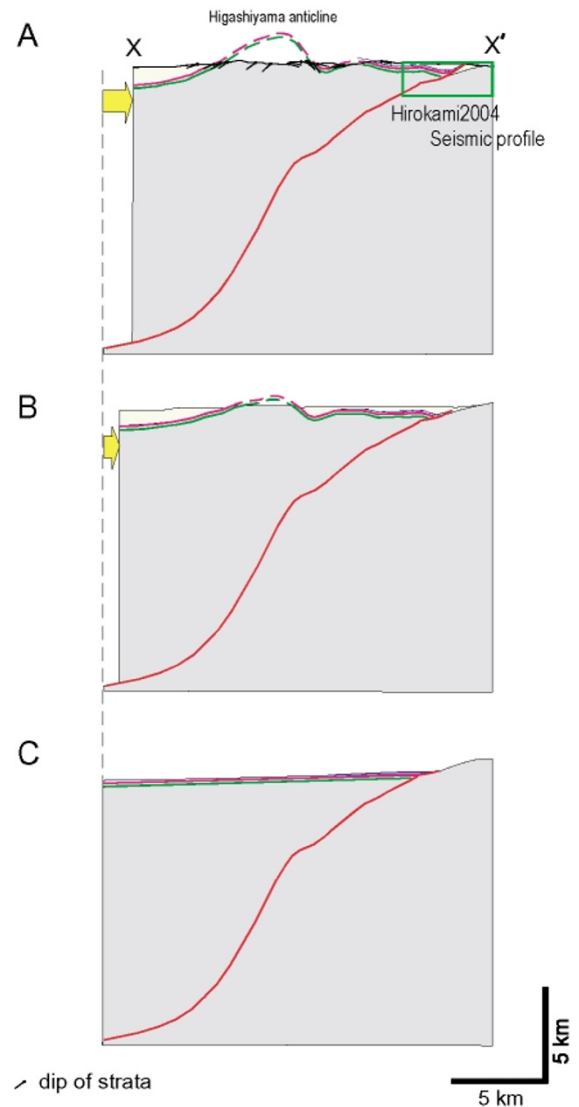 Higashiyama anticline
A
X
X'
Hirokami2004
Seismic profile
B
C
5 km
dip of strata
5 km